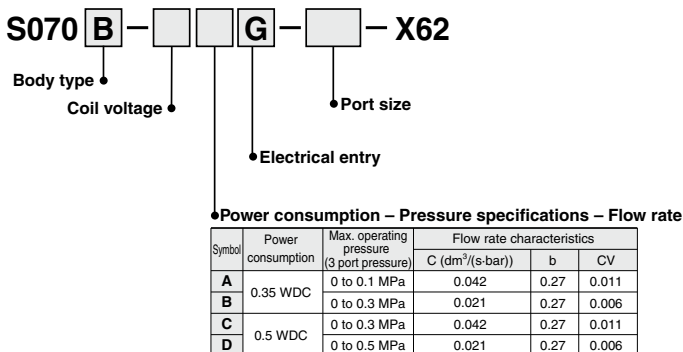 S070 B – G – – X62
Body type
Coil voltage
Port size
Electrical entry
Power consumption – Pressure specifications – Flow rate
Symbol Power consumption Max. operating pressure (3 port pressure) Flow rate characteristics
C (dm³/(s·bar)) b CV
A 0.35 WDC 0 to 0.1 MPa 0.042 0.27 0.011
B 0 to 0.3 MPa 0.021 0.27 0.006
C 0.5 WDC 0 to 0.3 MPa 0.042 0.27 0.011
D 0 to 0.5 MPa 0.021 0.27 0.006